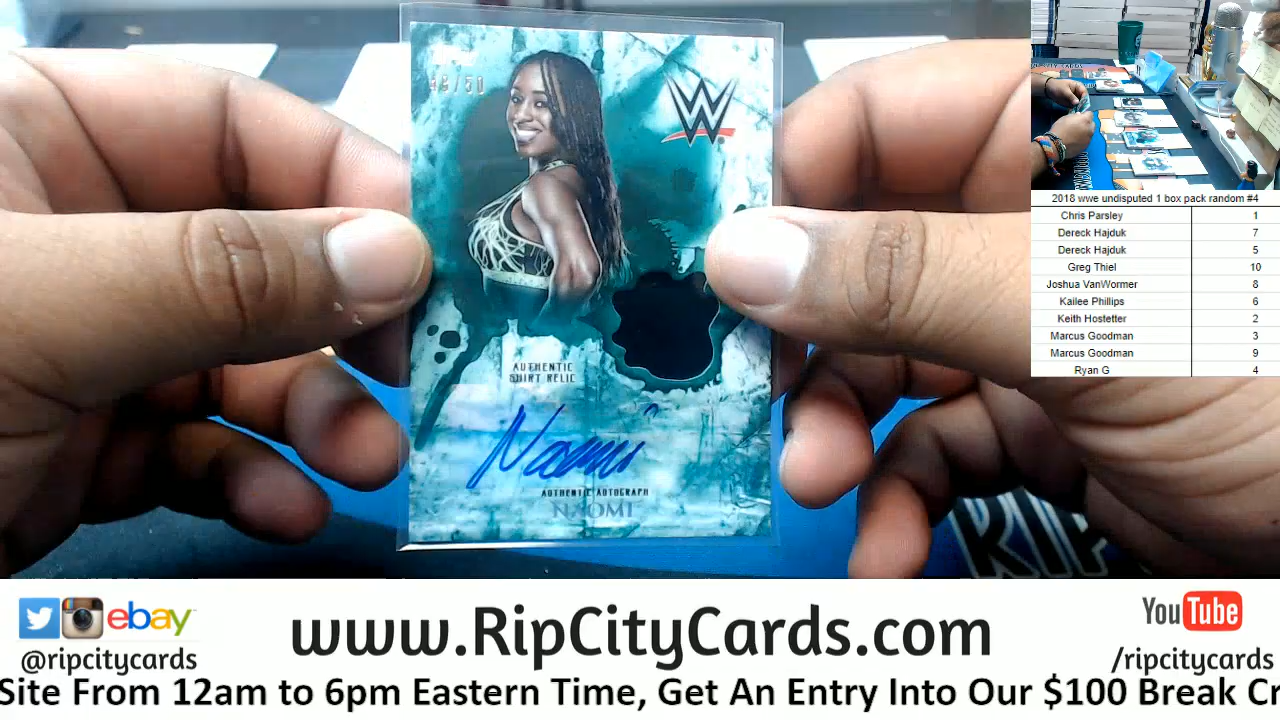 /50
W
AUTHENTIC
SHIRT RELIC
Naomi
AUTHENTIC AUTOGRAPH
NAOMI
2018 wwe undisputed 1 box pack random #4
Chris Parsley 1
Dereck Hajduk 7
Dereck Hajduk 5
Greg Thiel 10
Joshua VanWormer 8
Kailee Phillips 6
Keith Hostetter 2
Marcus Goodman 3
Marcus Goodman 9
Ryan G 4
RIP
ebay
@ripcitycards
www.RipCityCards.com
YouTube
/ripcitycards
Site From 12am to 6pm Eastern Time, Get An Entry Into Our $100 Break Cr